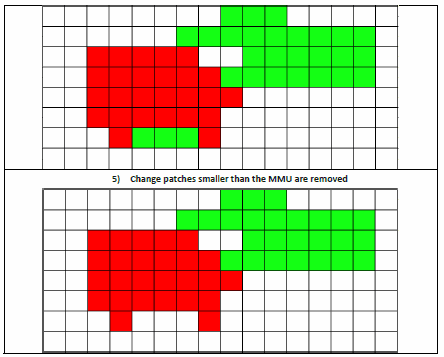 5) Change patches smaller than the MMU are removed